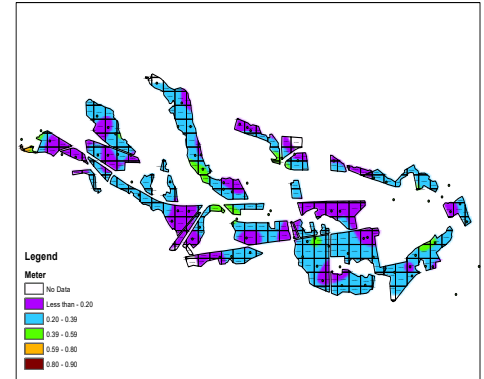 Legend
Meter
No Data
Less than - 0.20
0.20 - 0.39
0.39 - 0.59
0.59 - 0.80
0.80 - 0.90